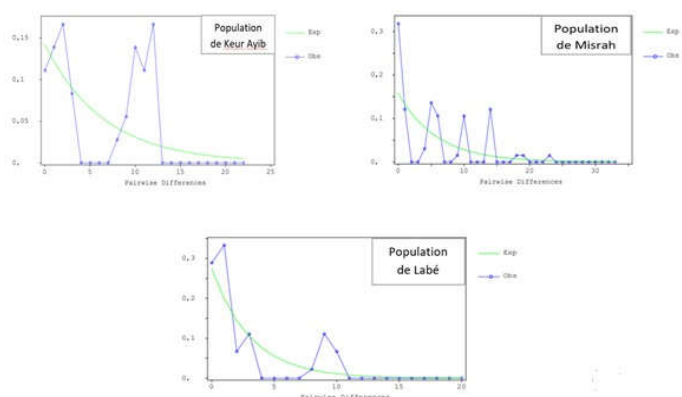 Population
de Keur Ayib
Exp
Obs
0.15
0.1
0.05
0.
0
5
10
15
20
25
Pairwise Differences
Population
de Misrah
Exp
Obs
0.3
0.2
0.1
0.
0
10
20
30
Pairwise Differences
Population
de Labé
Exp
Obs
0.3
0.2
0.1
0.
0
5
10
15
20
Pairwise Differences